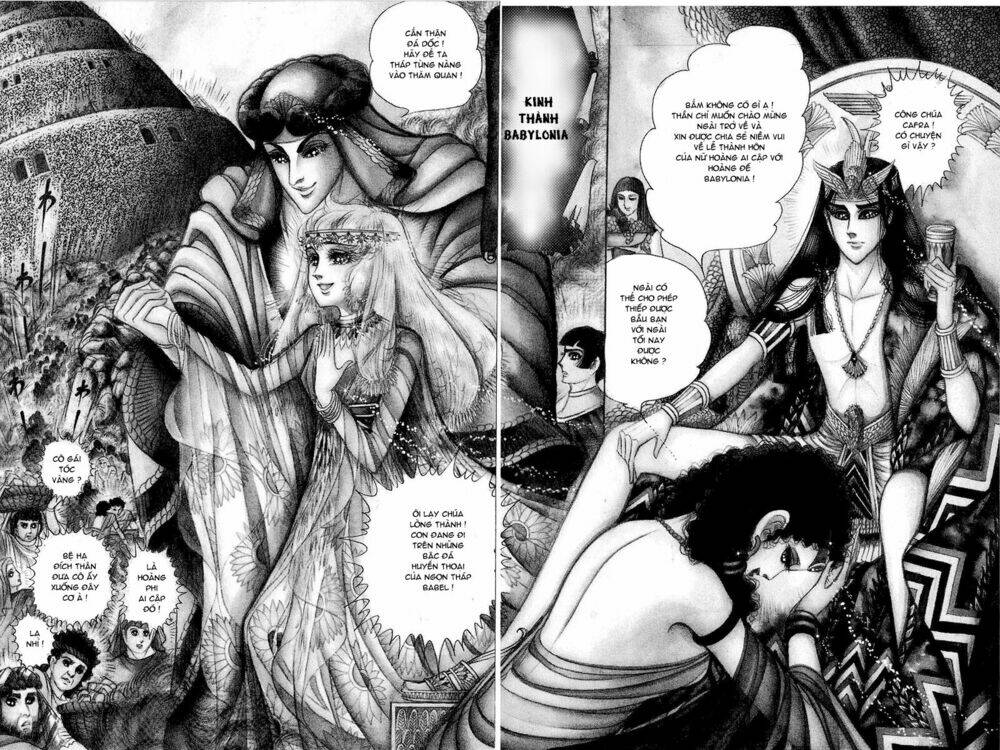 CẨN THẬN
ĐÁ DỐC !
HÃY ĐỂ TA
THÁP TÙNG NÀNG
VÀO THĂM QUAN !
わ
わ
わ
CÔ GÁI
TÓC
VÀNG ?
BỆ HẠ
ĐÍCH THÂN
ĐƯA CÔ ẤY
XUỐNG ĐÂY
CƠ À !
LÀ
HOÀNG
PHI
AI CẬP
ĐÓ !
LẠ
NHỈ !
ÔI LẠY CHÚA
LÒNG THÀNH !
CON ĐANG ĐI
TRÊN NHỮNG
BẬC ĐÁ
HUYỀN THOẠI
CỦA NGỌN THÁP
BABEL !
KINH
THÀNH
BABYLONIA
BẨM KHÔNG CÓ GÌ Ạ !
THẦN CHỈ MUỐN CHÀO MỪNG
NGÀI TRỞ VỀ VÀ
XIN ĐƯỢC CHIA SẺ NIỀM VUI
VỀ LỄ THÀNH HÔN
CỦA NỮ HOÀNG AI CẬP VỚI
HOÀNG ĐẾ
BABYLONIA !
CÔNG CHÚA
CAFRA !
CÓ CHUYỆN
GÌ VẬY ?
NGÀI CÓ
THỂ CHO PHÉP
THIẾP ĐƯỢC
BẦU BẠN
VỚI NGÀI
TỐI NAY
ĐƯỢC
KHÔNG ?